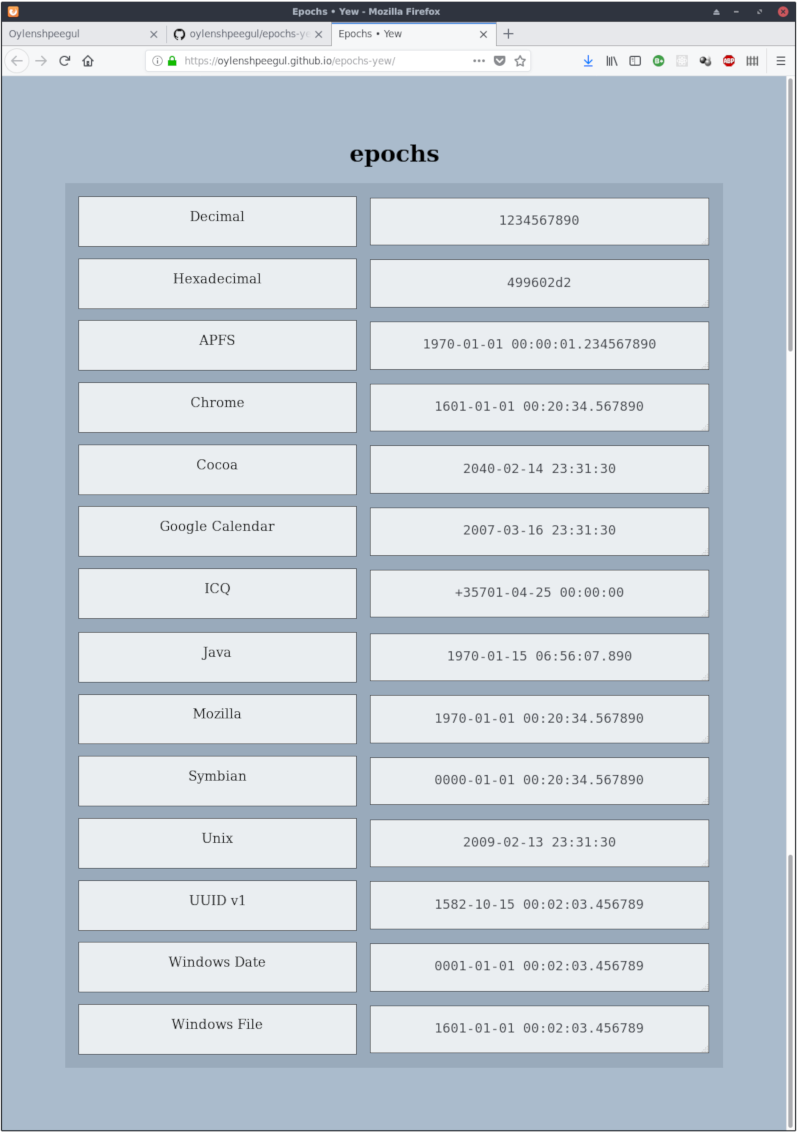 Epochs • Yew - Mozilla Firefox
Oylenshpeegul
oylenshpeegul/epochs-ye
Epochs • Yew
https://oylenshpeegul.github.io/epochs-yew/
ABP
epochs
Decimal 1234567890
Hexadecimal 499602d2
APFS 1970-01-01 00:00:01.234567890
Chrome 1601-01-01 00:20:34.567890
Cocoa 2040-02-14 23:31:30
Google Calendar 2007-03-16 23:31:30
ICQ +35701-04-25 00:00:00
Java 1970-01-15 06:56:07.890
Mozilla 1970-01-01 00:20:34.567890
Symbian 0000-01-01 00:20:34.567890
Unix 2009-02-13 23:31:30
UUID v1 1582-10-15 00:02:03.456789
Windows Date 0001-01-01 00:02:03.456789
Windows File 1601-01-01 00:02:03.456789